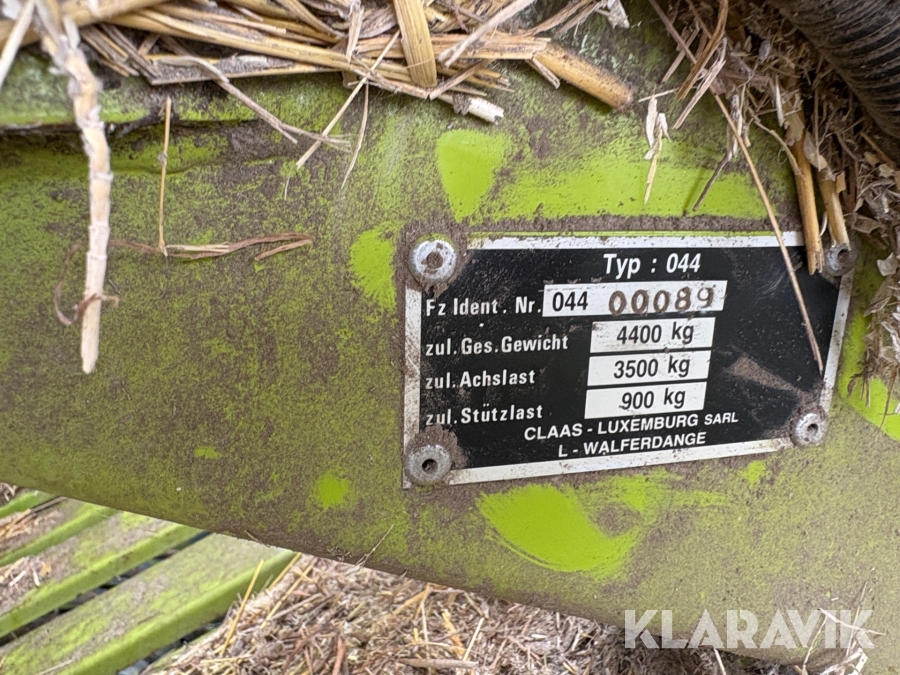 Typ : 044
Fz Ident. Nr. 044 00089
zul. Ges. Gewicht 4400 kg
zul. Achslast 3500 kg
zul. Stützlast 900 kg
CLAAS - LUXEMBURG SARL
L - WALFERDANGE
KLARAVIK